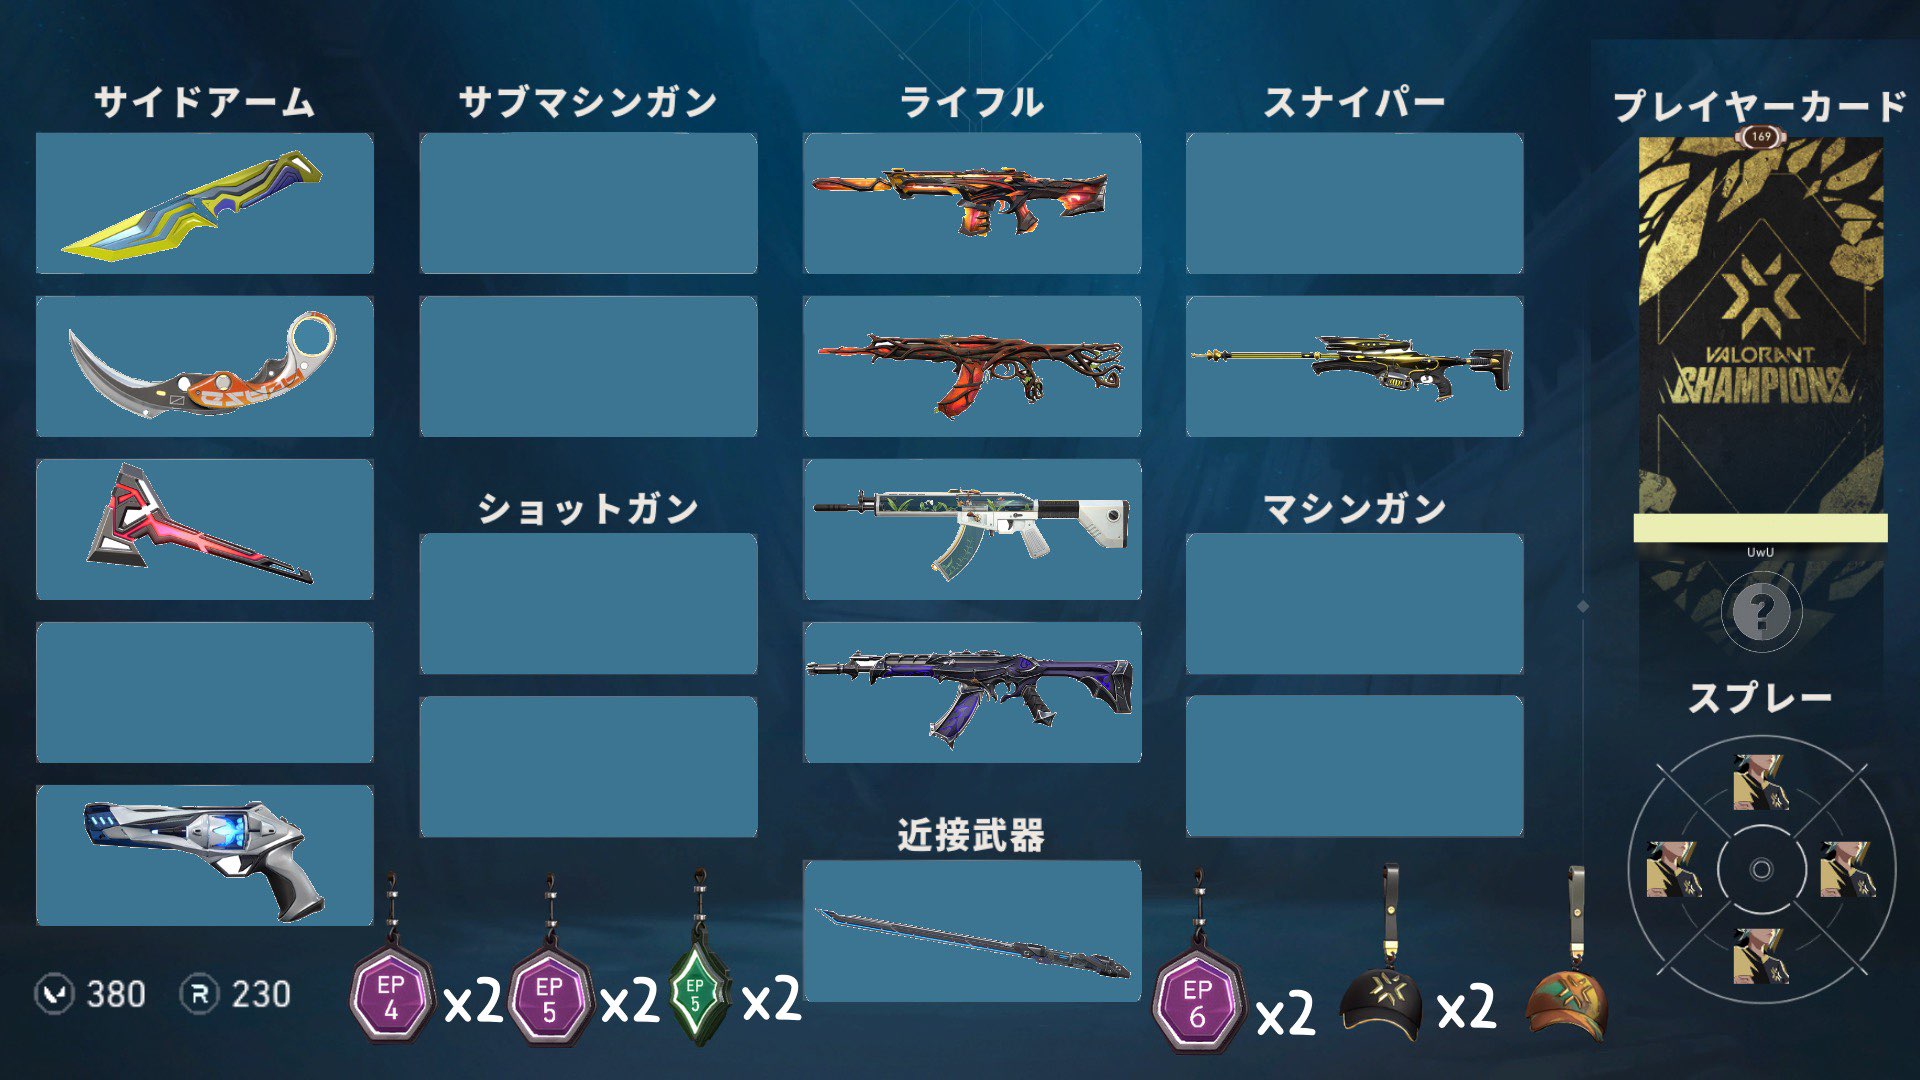 サイドアーム
サブマシンガン
ライフル
スナイパー
プレイヤーカード
169
VALORANT
CHAMPIONS
UwU
?
ショットガン
マシンガン
スプレー
近接武器
380
R 230
EP
4
x2
EP
5
x2
EP
5
x2
EP
6
x2
x2